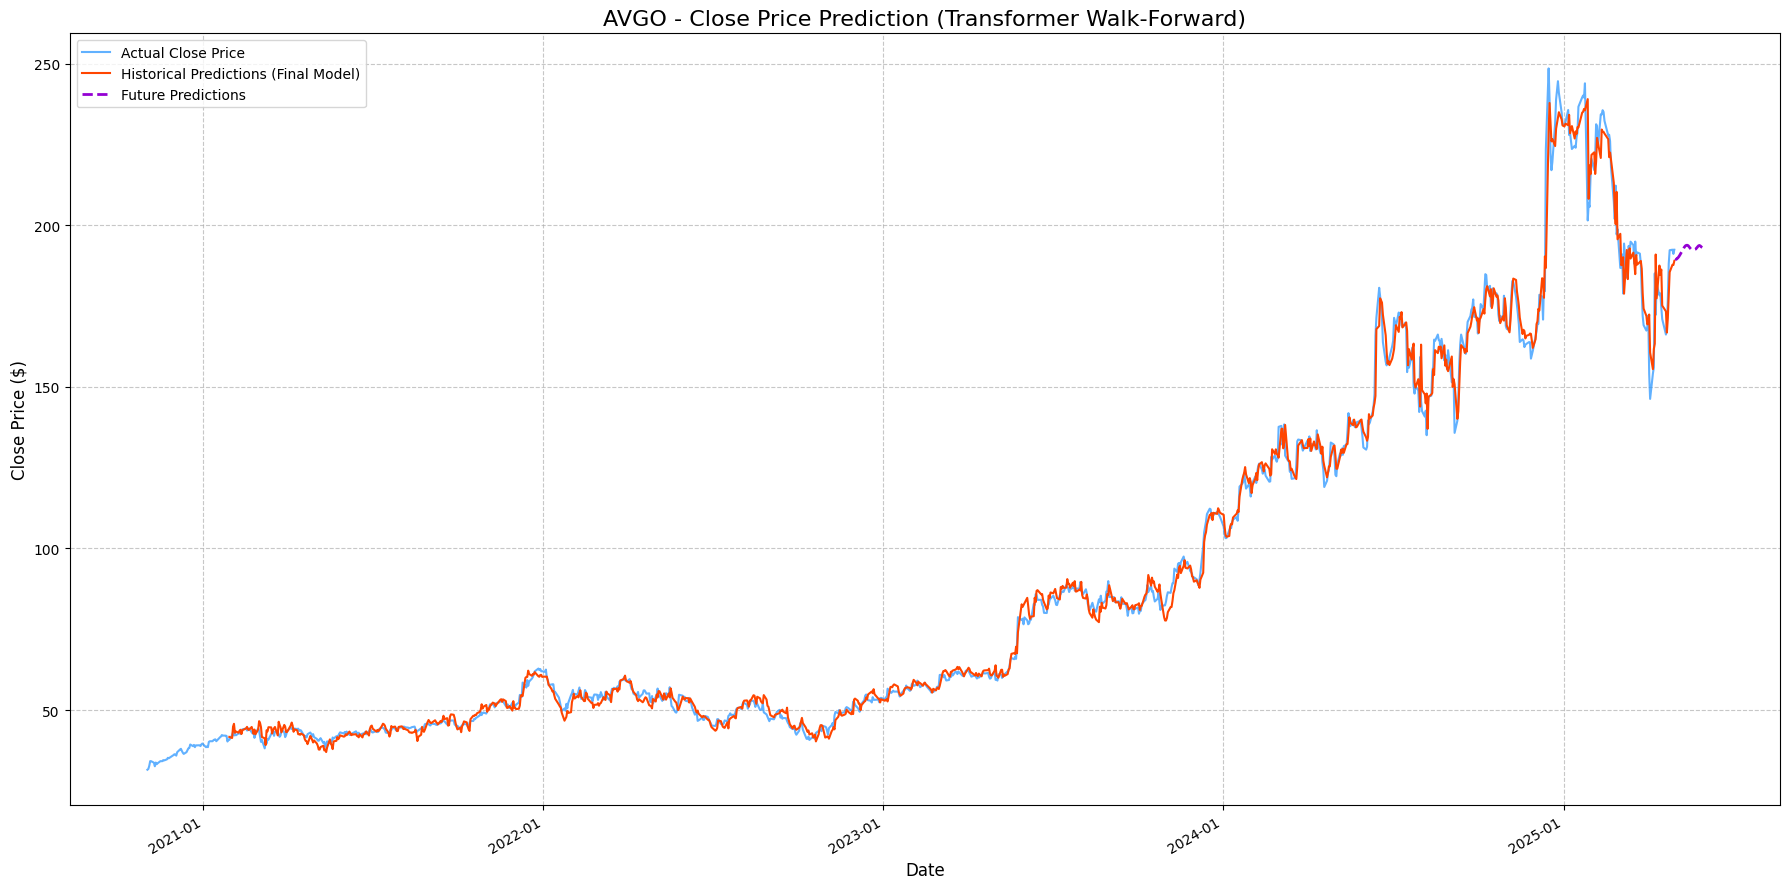 AVGO - Close Price Prediction (Transformer Walk-Forward)
Actual Close Price
Historical Predictions (Final Model)
Future Predictions
Close Price ($)
250
200
150
100
50
2021-01
2022-01
2023-01
2024-01
2025-01
Date